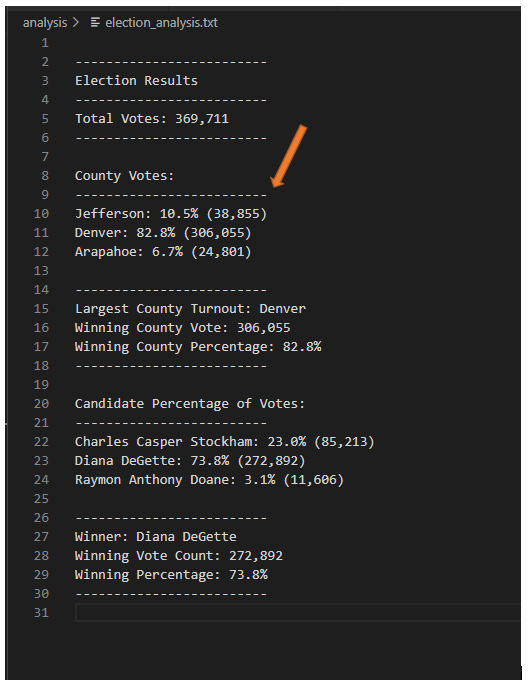 analysis > election_analysis.txt
1
2 -------------------------
3 Election Results
4 -------------------------
5 Total Votes: 369,711
6 -------------------------
7
8 County Votes:
9 -------------------------
10 Jefferson: 10.5% (38,855)
11 Denver: 82.8% (306,055)
12 Arapahoe: 6.7% (24,801)
13
14 -------------------------
15 Largest County Turnout: Denver
16 Winning County Vote: 306,055
17 Winning County Percentage: 82.8%
18 -------------------------
19
20 Candidate Percentage of Votes:
21 -------------------------
22 Charles Casper Stockham: 23.0% (85,213)
23 Diana DeGette: 73.8% (272,892)
24 Raymon Anthony Doane: 3.1% (11,606)
25
26 -------------------------
27 Winner: Diana DeGette
28 Winning Vote Count: 272,892
29 Winning Percentage: 73.8%
30 -------------------------
31